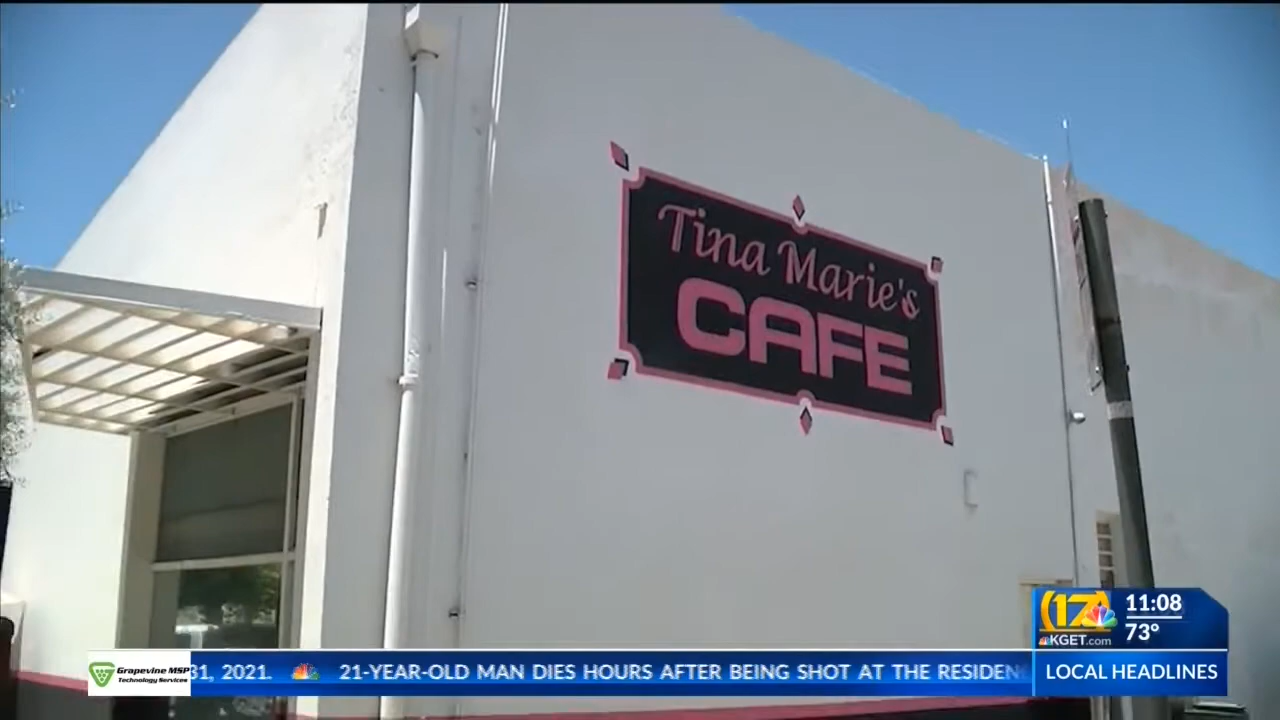 Tina Marie's
CAFE
17
KGET.com
11:08
73°
Grapevine MSP
Technology Services
31, 2021.
21-YEAR-OLD MAN DIES HOURS AFTER BEING SHOT AT THE RESIDEN
LOCAL HEADLINES